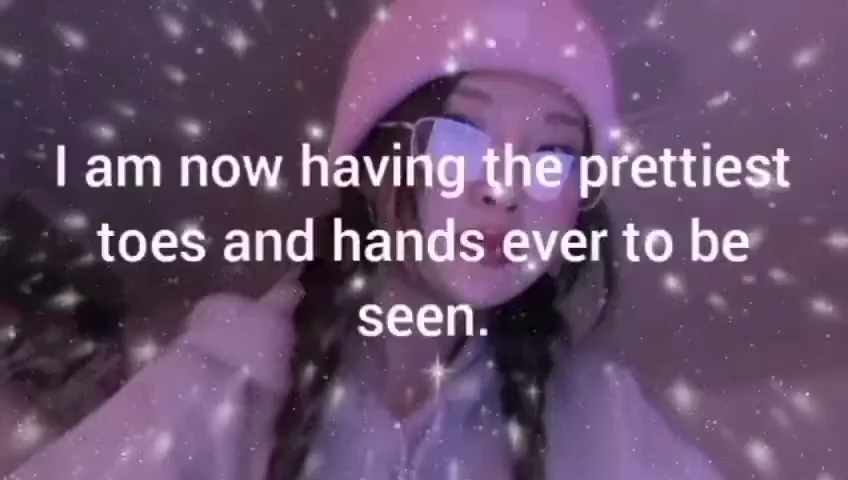 I am now having the prettiest
toes and hands ever to be
seen.